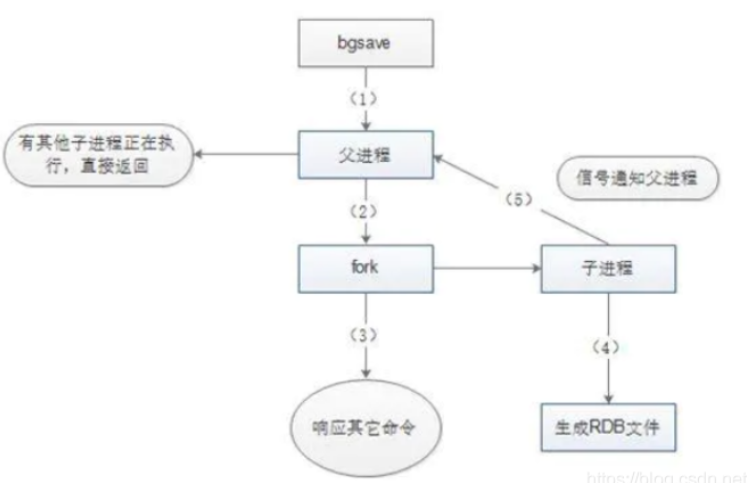 bgsave
（1）
有其他子进程正在执
行，直接返回
父进程
信号通知父进程
（5）
（2）
fork
子进程
（3）
（4）
响应其它命令
生成RDB文件
https://blog.csdn.net